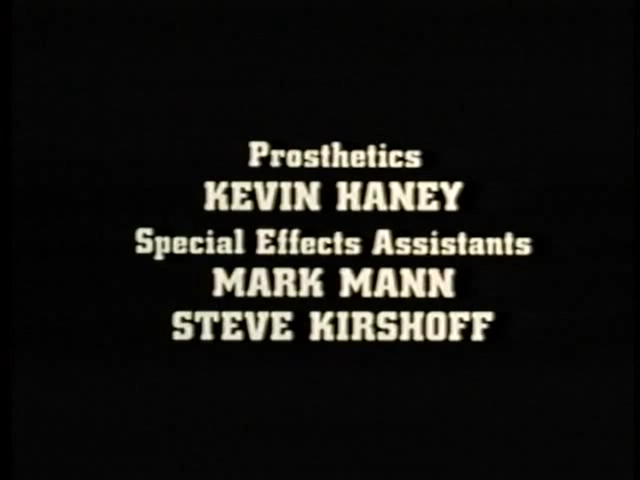 Prosthetics
KEVIN HANEY
Special Effects Assistants
MARK MANN
STEVE KIRSHOFF